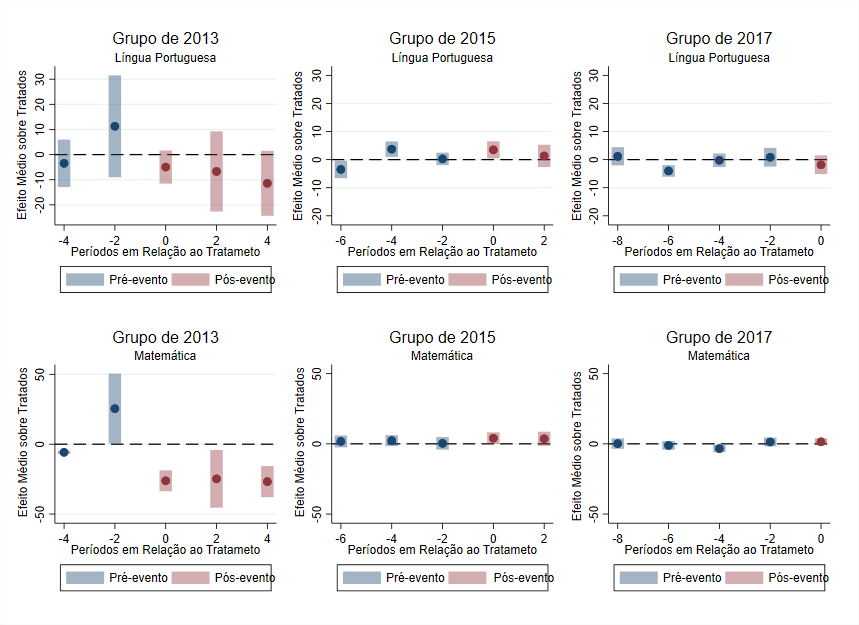 Grupo de 2013
Língua Portuguesa
Efeito Médio sobre Tratados
30
20
10
0
-10
-20
-4 -2 0 2 4
Períodos em Relação ao Tratameto
Pré-evento Pós-evento
Grupo de 2015
Língua Portuguesa
Efeito Médio sobre Tratados
30
20
10
0
-10
-20
-6 -4 -2 0 2
Períodos em Relação ao Tratameto
Pré-evento Pós-evento
Grupo de 2017
Língua Portuguesa
Efeito Médio sobre Tratados
30
20
10
0
-10
-20
-8 -6 -4 -2 0
Períodos em Relação ao Tratameto
Pré-evento Pós-evento
Grupo de 2013
Matemática
Efeito Médio sobre Tratados
50
0
-50
-4 -2 0 2 4
Períodos em Relação ao Tratameto
Pré-evento Pós-evento
Grupo de 2015
Matemática
Efeito Médio sobre Tratados
50
0
-50
-6 -4 -2 0 2
Períodos em Relação ao Tratameto
Pré-evento Pós-evento
Grupo de 2017
Matemática
Efeito Médio sobre Tratados
50
0
-50
-8 -6 -4 -2 0
Períodos em Relação ao Tratameto
Pré-evento Pós-evento